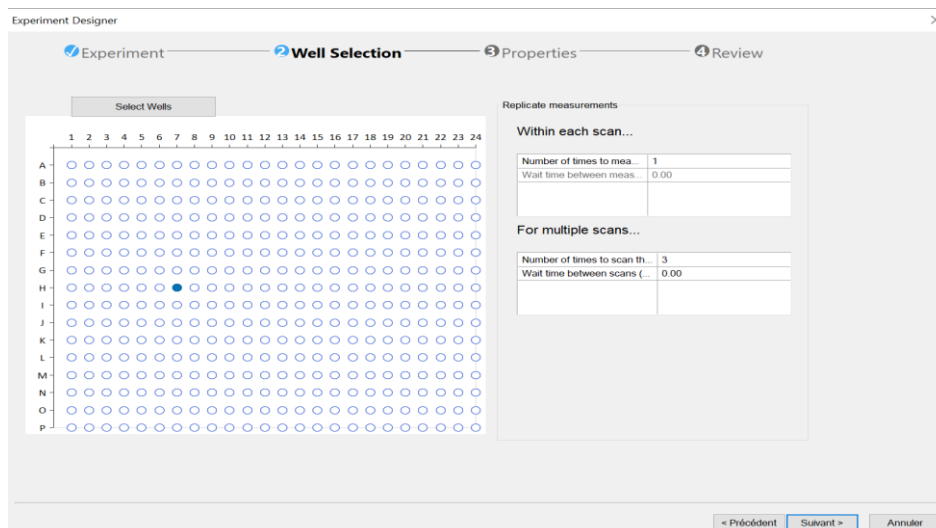 Experiment Designer
Experiment 2 Well Selection 3 Properties 4 Review
Select Wells
1 2 3 4 5 6 7 8 9 10 11 12 13 14 15 16 17 18 19 20 21 22 23 24
A
B
C
D
E
F
G
H
I
J
K
L
M
N
O
P
Replicate measurements
Within each scan...
Number of times to mea... 1
Wait time between meas... 0.00
For multiple scans...
Number of times to scan th... 3
Wait time between scans (... 0.00
< Précédent Suivant > Annuler